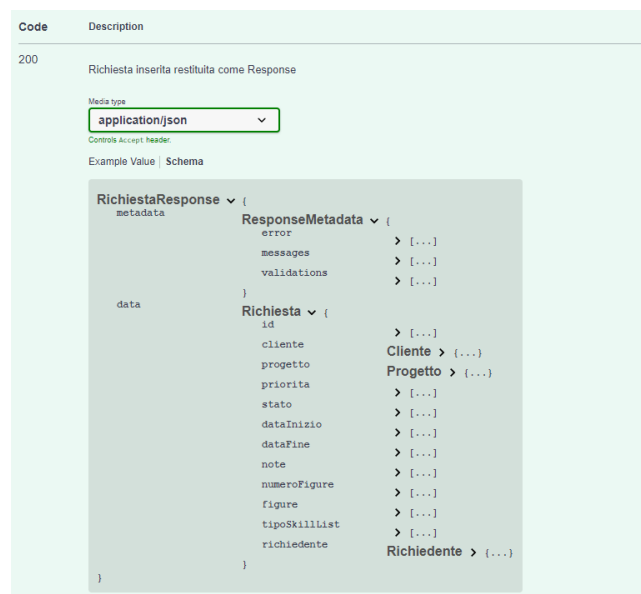 Code Description
200
Richiesta inserita restituita come Response
Media type
application/json
Controls Accept header.
Example Value | Schema
RichiestaResponse {
metadata ResponseMetadata {
error [...]
messages [...]
validations [...]
}
data Richiesta {
id [...]
cliente Cliente {...}
progetto Progetto {...}
priorita [...]
stato [...]
dataInizio [...]
dataFine [...]
note [...]
numeroFigure [...]
figure [...]
tipoSkillList [...]
richiedente Richiedente {...}
}
}